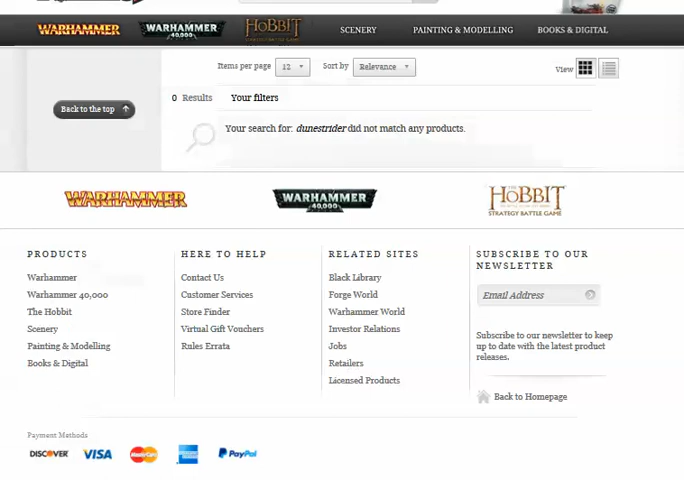 WARHAMMER
WARHAMMER 40,000
THE HOBBIT
SCENERY
PAINTING & MODELLING
BOOKS & DIGITAL
Items per page 12 Sort by Relevance View
0 Results Your filters
Back to the top
Your search for: dunestrider did not match any products.
WARHAMMER
WARHAMMER 40,000
THE HOBBIT STRATEGY BATTLE GAME
PRODUCTS
Warhammer
Warhammer 40,000
The Hobbit
Scenery
Painting & Modelling
Books & Digital
HERE TO HELP
Contact Us
Customer Services
Store Finder
Virtual Gift Vouchers
Rules Errata
RELATED SITES
Black Library
Forge World
Warhammer World
Investor Relations
Jobs
Retailers
Licensed Products
SUBSCRIBE TO OUR
NEWSLETTER
Email Address
Subscribe to our newsletter to keep
up to date with the latest product
releases.
Back to Homepage
Payment Methods
DISCOVER VISA MasterCard PayPal